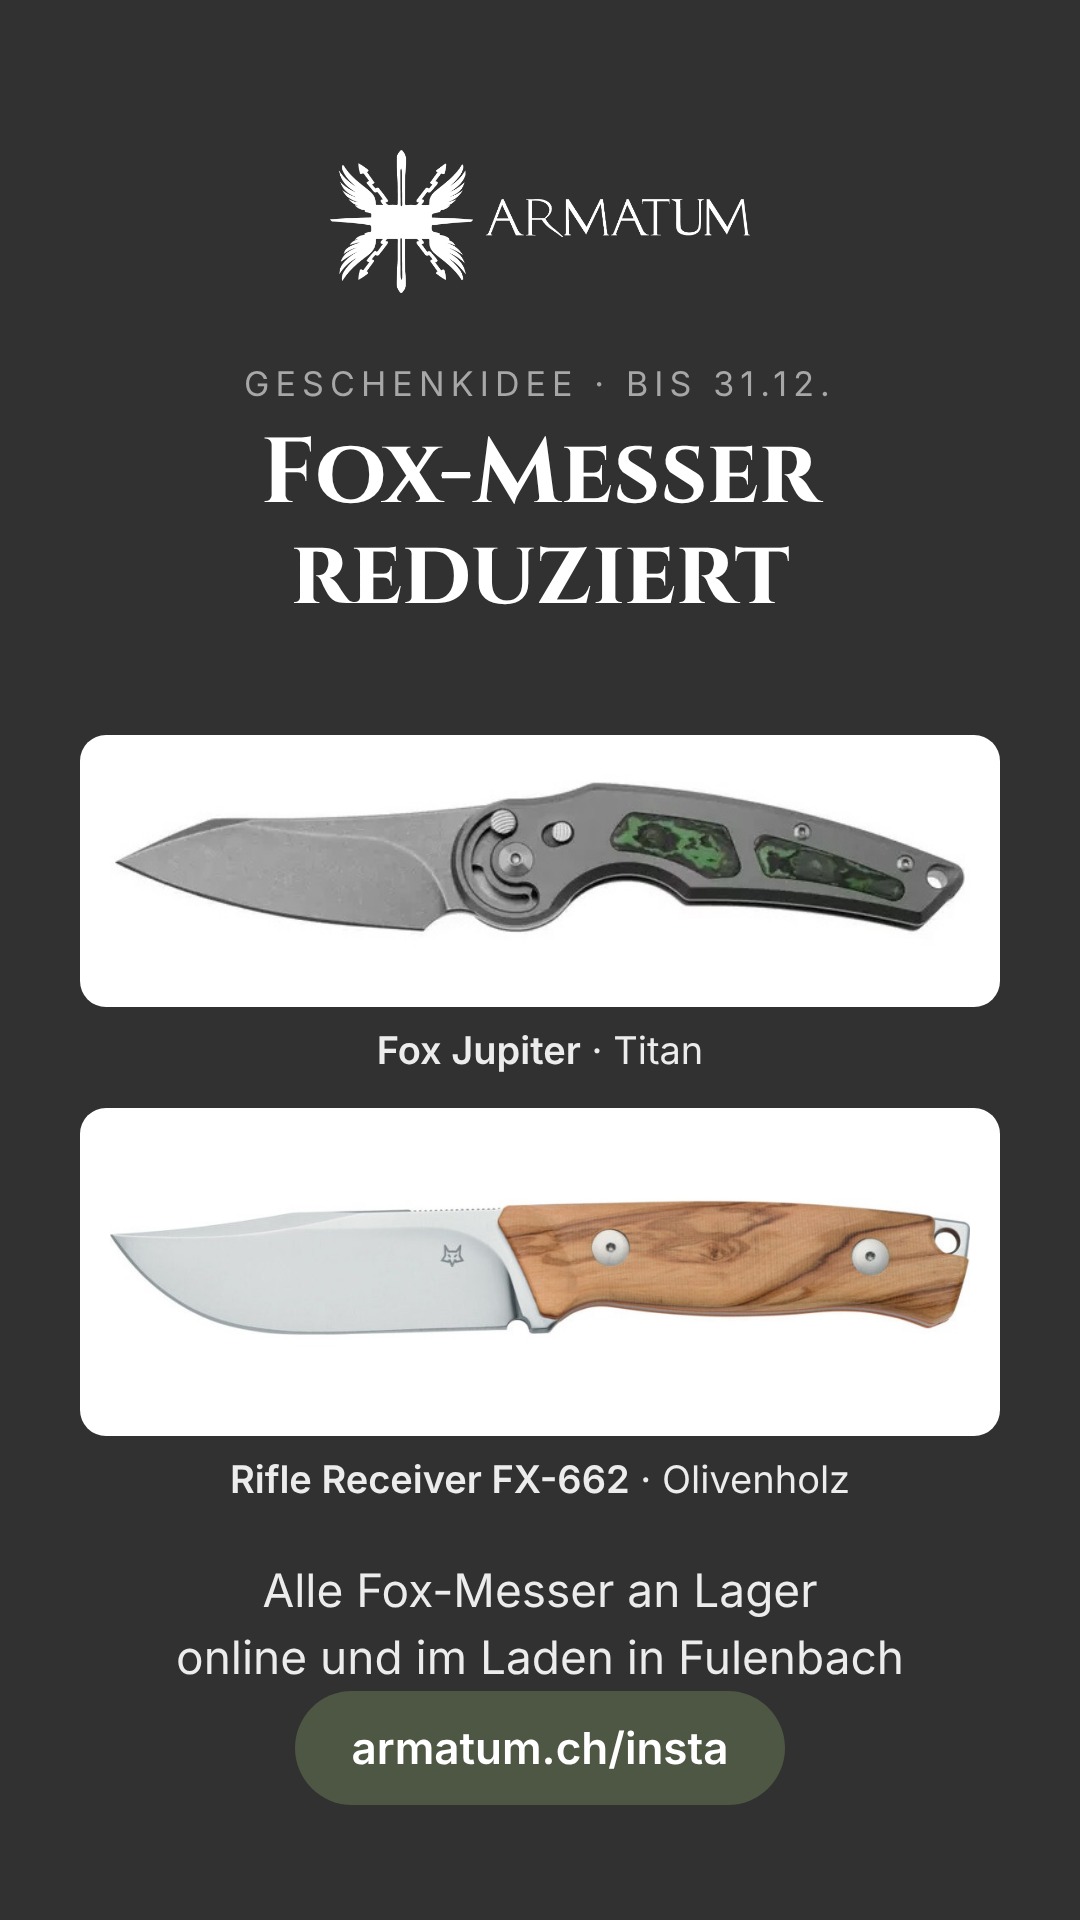 ARMATUM
GESCHENKIDEE · BIS 31.12.
FOX-MESSER
REDUZIERT
Fox Jupiter · Titan
Rifle Receiver FX-662 · Olivenholz
Alle Fox-Messer an Lager
online und im Laden in Fulenbach
armatum.ch/insta